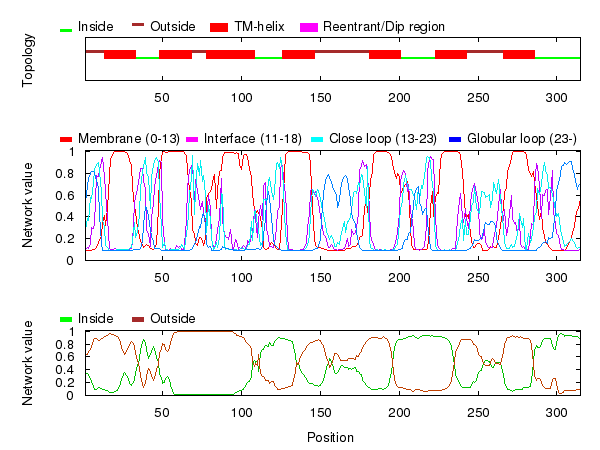 Inside Outside TM-helix Reentrant/Dip region
Topology
50 100 150 200 250 300
Membrane (0-13) Interface (11-18) Close loop (13-23) Globular loop (23-)
Network value
1
0.8
0.6
0.4
0.2
0
50 100 150 200 250 300
Inside Outside
Network value
1
0.8
0.6
0.4
0.2
0
50 100 150 200 250 300
Position